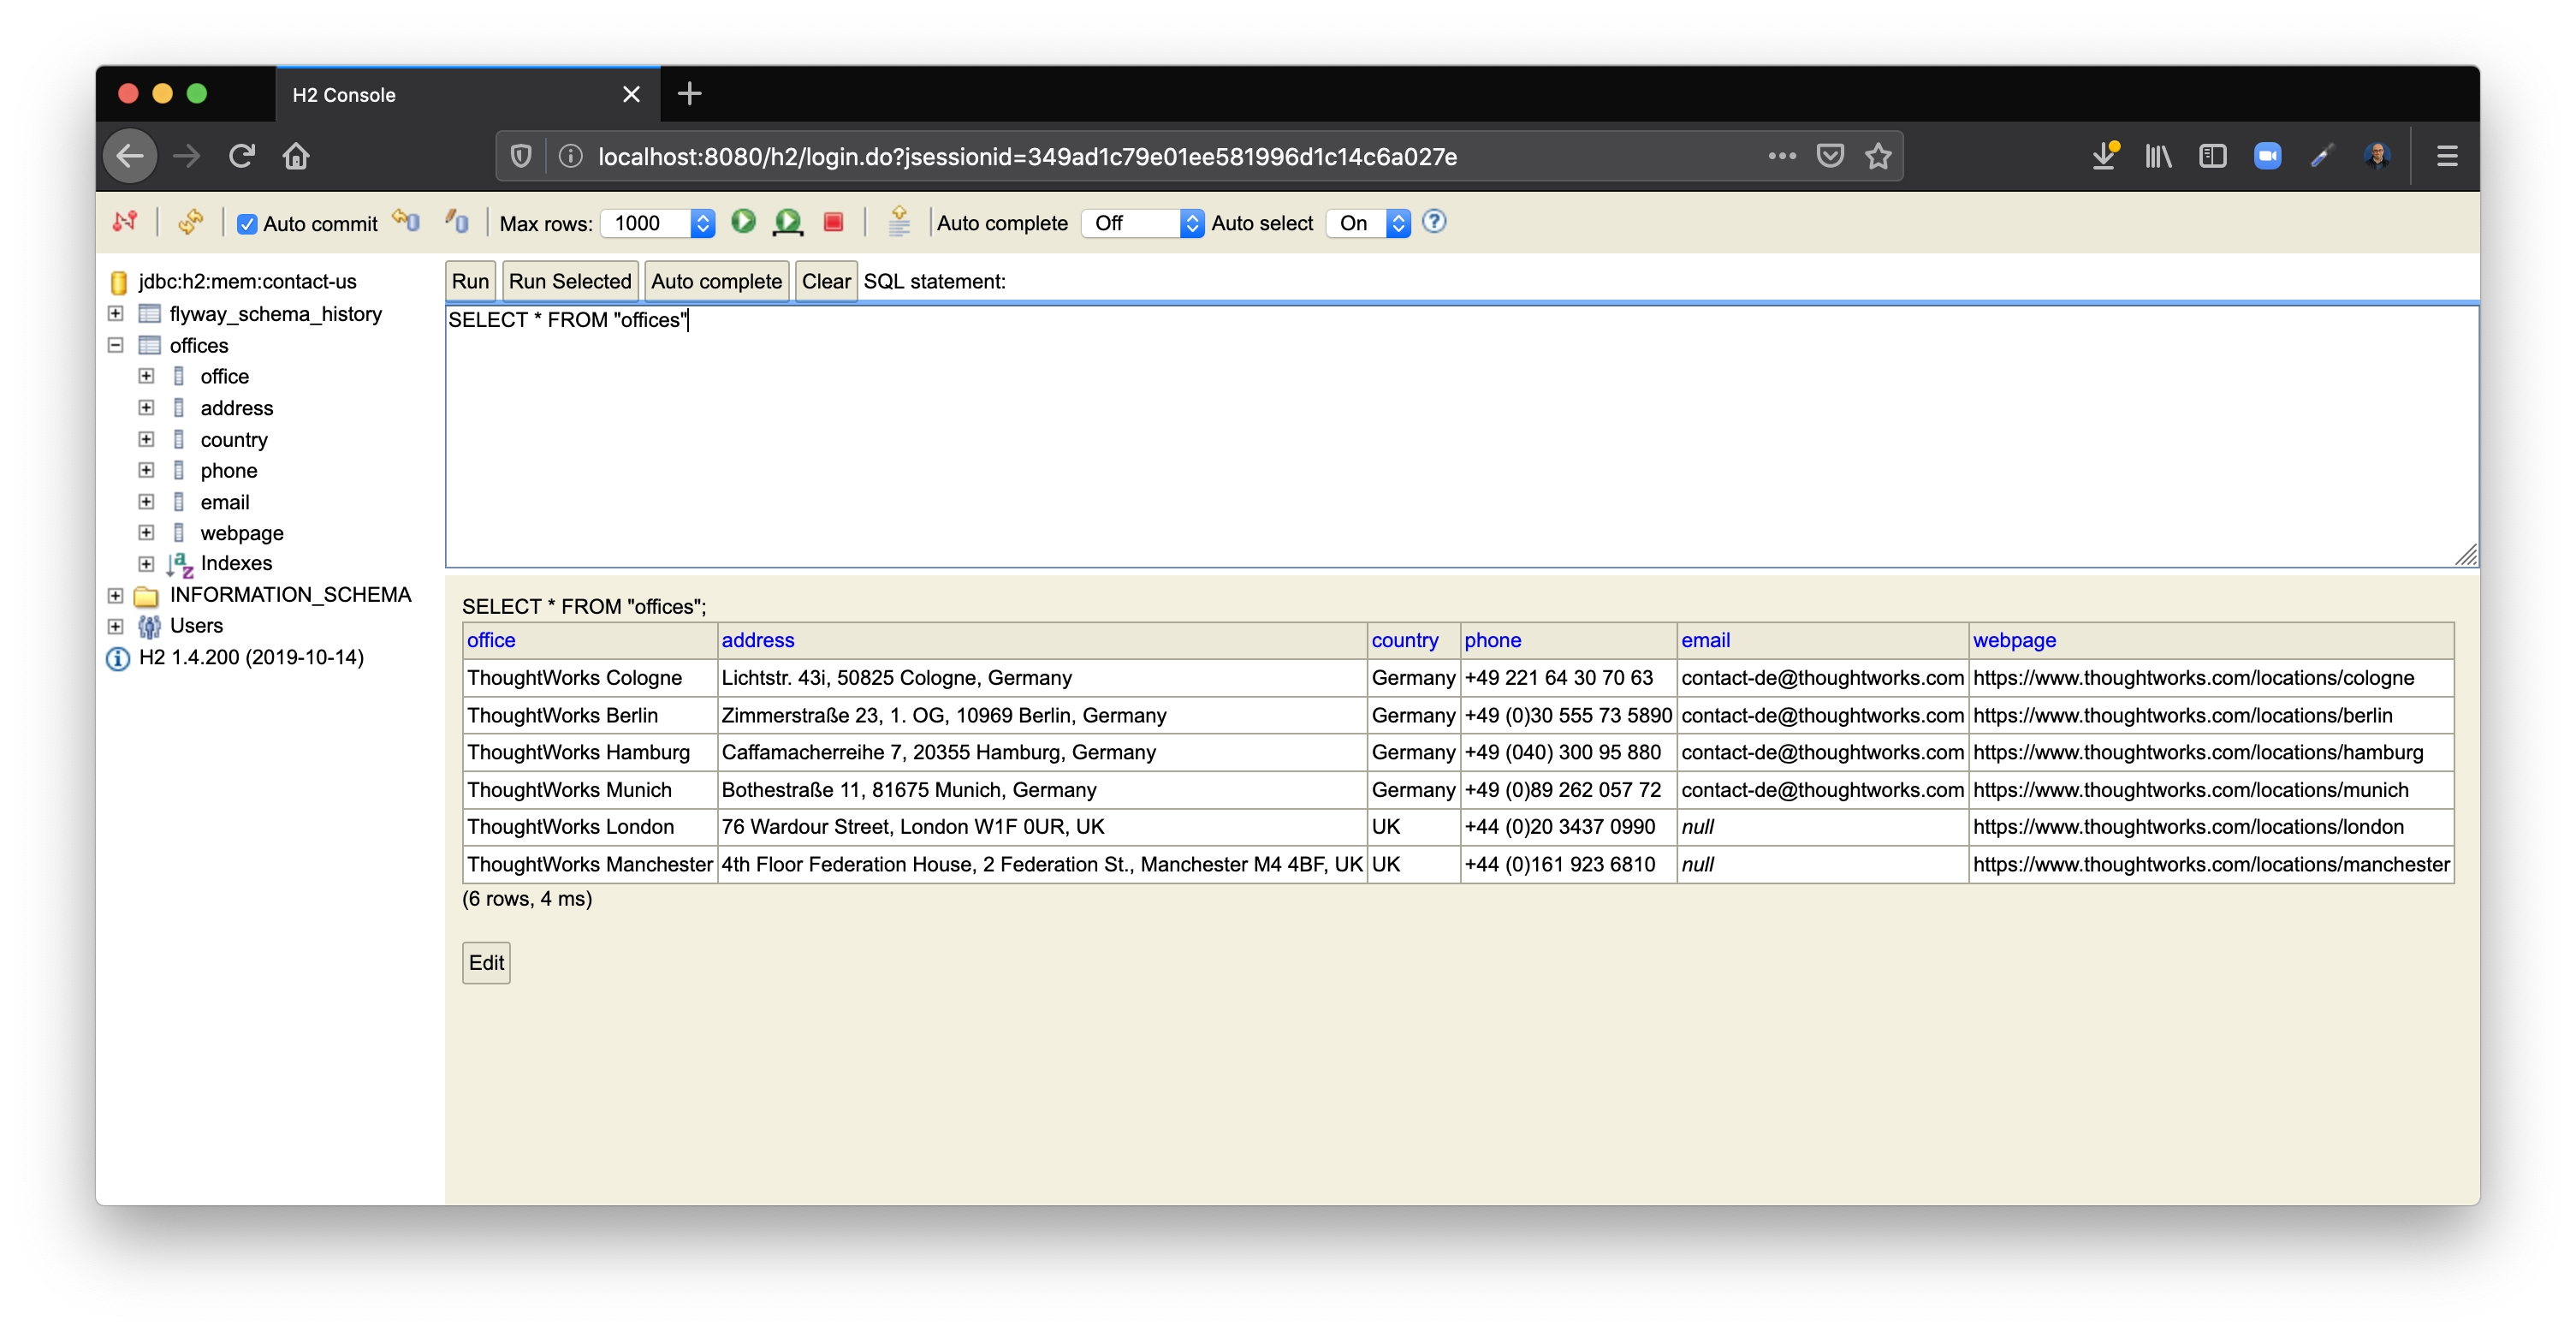 H2 Console
localhost:8080/h2/login.do?jsessionid=349ad1c79e01ee581996d1c14c6a027e
Auto commit Max rows: 1000 Auto complete Off Auto select On
jdbc:h2:mem:contact-us
flyway_schema_history
offices
office
address
country
phone
email
webpage
Indexes
INFORMATION_SCHEMA
Users
H2 1.4.200 (2019-10-14)
Run Run Selected Auto complete Clear SQL statement:
SELECT * FROM "offices"
SELECT * FROM "offices";
office address country phone email webpage
ThoughtWorks Cologne Lichtstr. 43i, 50825 Cologne, Germany Germany +49 221 64 30 70 63 contact-de@thoughtworks.com https://www.thoughtworks.com/locations/cologne
ThoughtWorks Berlin Zimmerstraße 23, 1. OG, 10969 Berlin, Germany Germany +49 (0)30 555 73 5890 contact-de@thoughtworks.com https://www.thoughtworks.com/locations/berlin
ThoughtWorks Hamburg Caffamacherreihe 7, 20355 Hamburg, Germany Germany +49 (040) 300 95 880 contact-de@thoughtworks.com https://www.thoughtworks.com/locations/hamburg
ThoughtWorks Munich Bothestraße 11, 81675 Munich, Germany Germany +49 (0)89 262 057 72 contact-de@thoughtworks.com https://www.thoughtworks.com/locations/munich
ThoughtWorks London 76 Wardour Street, London W1F 0UR, UK UK +44 (0)20 3437 0990 null https://www.thoughtworks.com/locations/london
ThoughtWorks Manchester 4th Floor Federation House, 2 Federation St., Manchester M4 4BF, UK UK +44 (0)161 923 6810 null https://www.thoughtworks.com/locations/manchester
(6 rows, 4 ms)
Edit